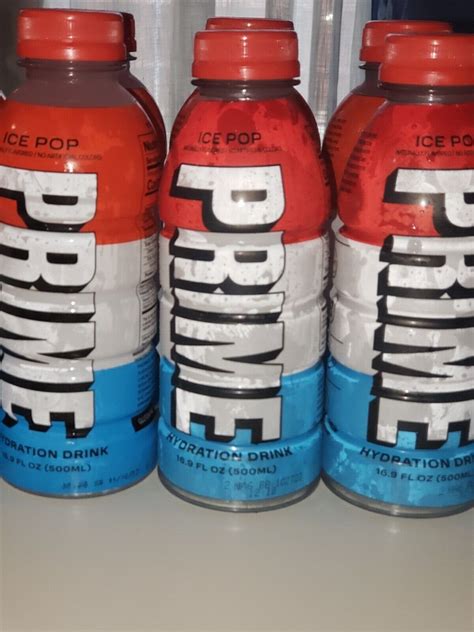 ICE POP
PRIME
HYDRATION DRINK
16.9 FL OZ (500ML)
ICE POP
PRIME
HYDRATION DRINK
16.9 FL OZ (500ML)
ICE POP
PRIME
HYDRATION DRI
16.9 FL OZ (500ML)